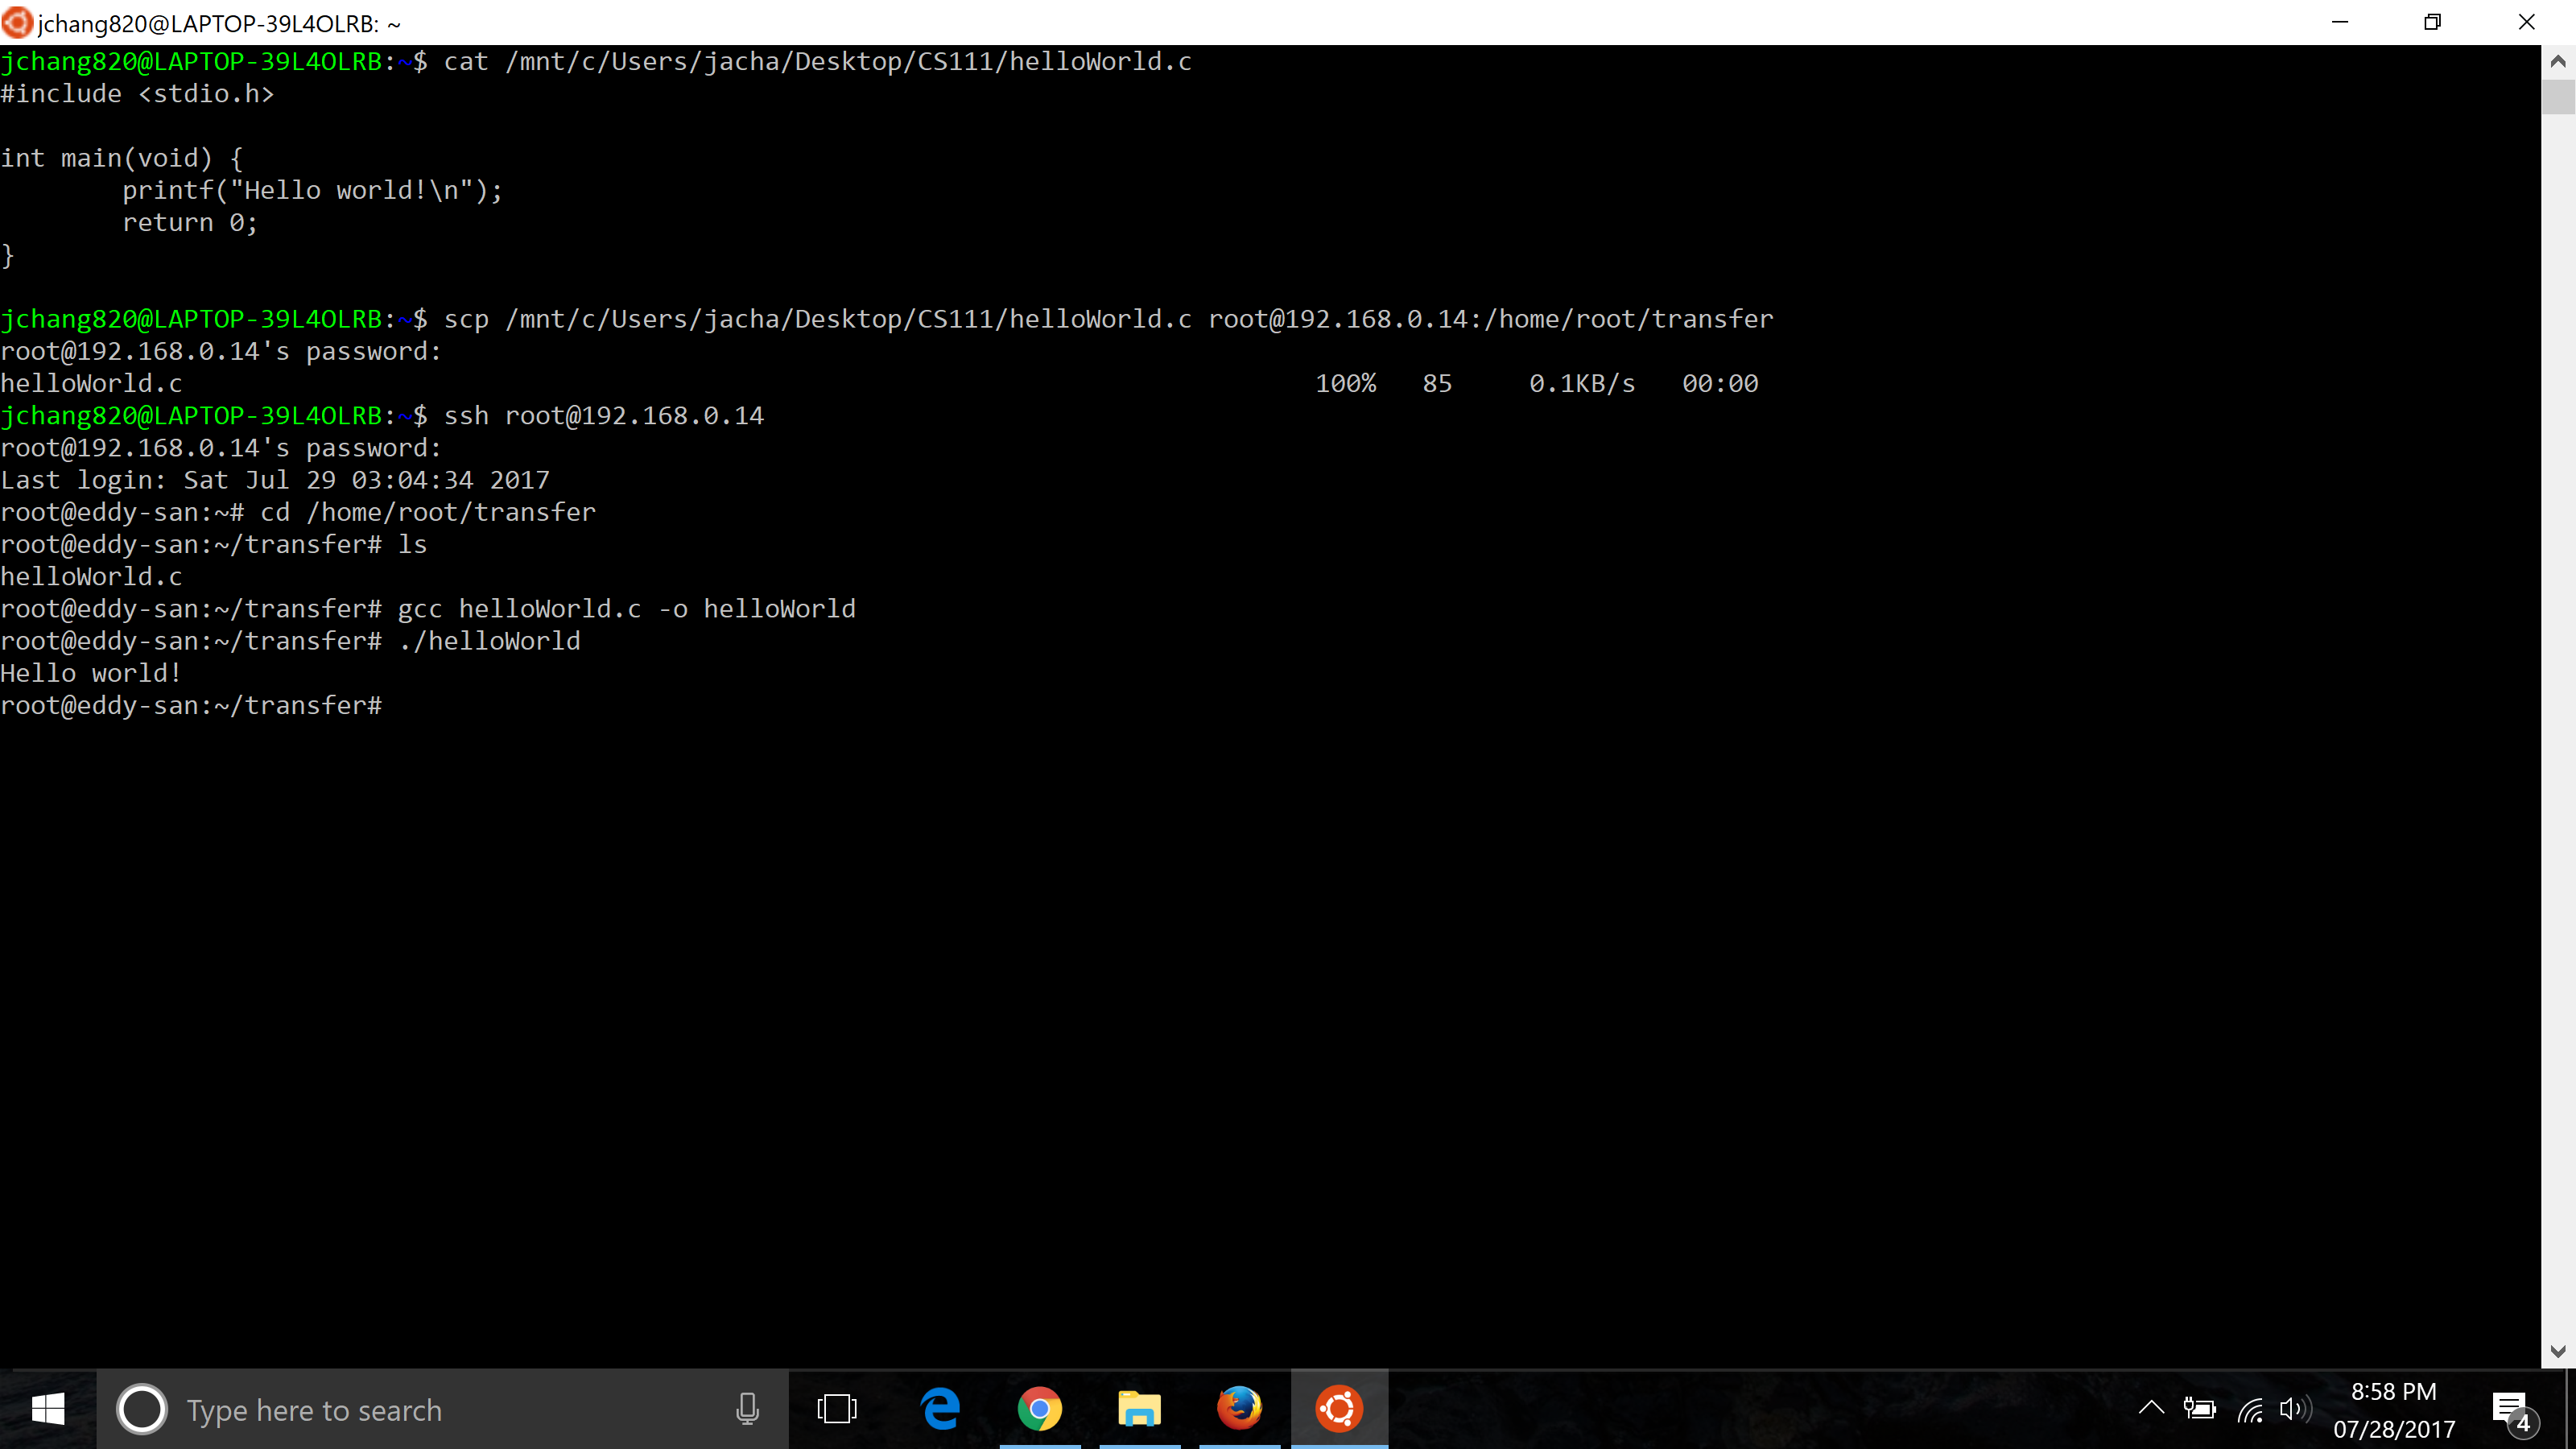 jchang820@LAPTOP-39L4OLRB: ~
jchang820@LAPTOP-39L4OLRB:~$ cat /mnt/c/Users/jacha/Desktop/CS111/helloWorld.c
#include <stdio.h>
int main(void) {
        printf("Hello world!\n");
        return 0;
}
jchang820@LAPTOP-39L4OLRB:~$ scp /mnt/c/Users/jacha/Desktop/CS111/helloWorld.c root@192.168.0.14:/home/root/transfer
root@192.168.0.14's password:
helloWorld.c 100% 85 0.1KB/s 00:00
jchang820@LAPTOP-39L4OLRB:~$ ssh root@192.168.0.14
root@192.168.0.14's password:
Last login: Sat Jul 29 03:04:34 2017
root@eddy-san:~# cd /home/root/transfer
root@eddy-san:~/transfer# ls
helloWorld.c
root@eddy-san:~/transfer# gcc helloWorld.c -o helloWorld
root@eddy-san:~/transfer# ./helloWorld
Hello world!
root@eddy-san:~/transfer#
Type here to search
8:58 PM
07/28/2017
4